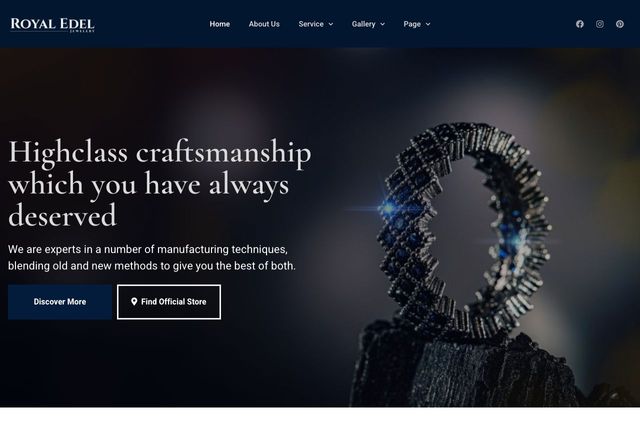 ROYAL EDEL
JEWELRY
Home
About Us
Service
Gallery
Page
Highclass craftsmanship
which you have always
deserved
We are experts in a number of manufacturing techniques,
blending old and new methods to give you the best of both.
Discover More
Find Official Store